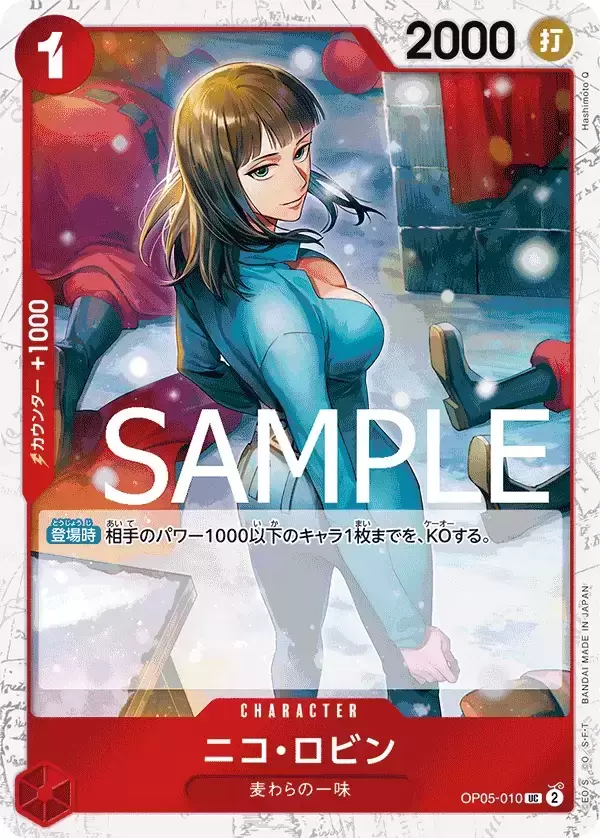 1
2000
打
Hashimoto Q
カウンター +1000
SAMPLE
登場時 相手のパワー1000以下のキャラ1枚までを、KOする。
CHARACTER
ニコ・ロビン
麦わらの一味
OP05-010 UC 2
BANDAI MADE IN JAPAN